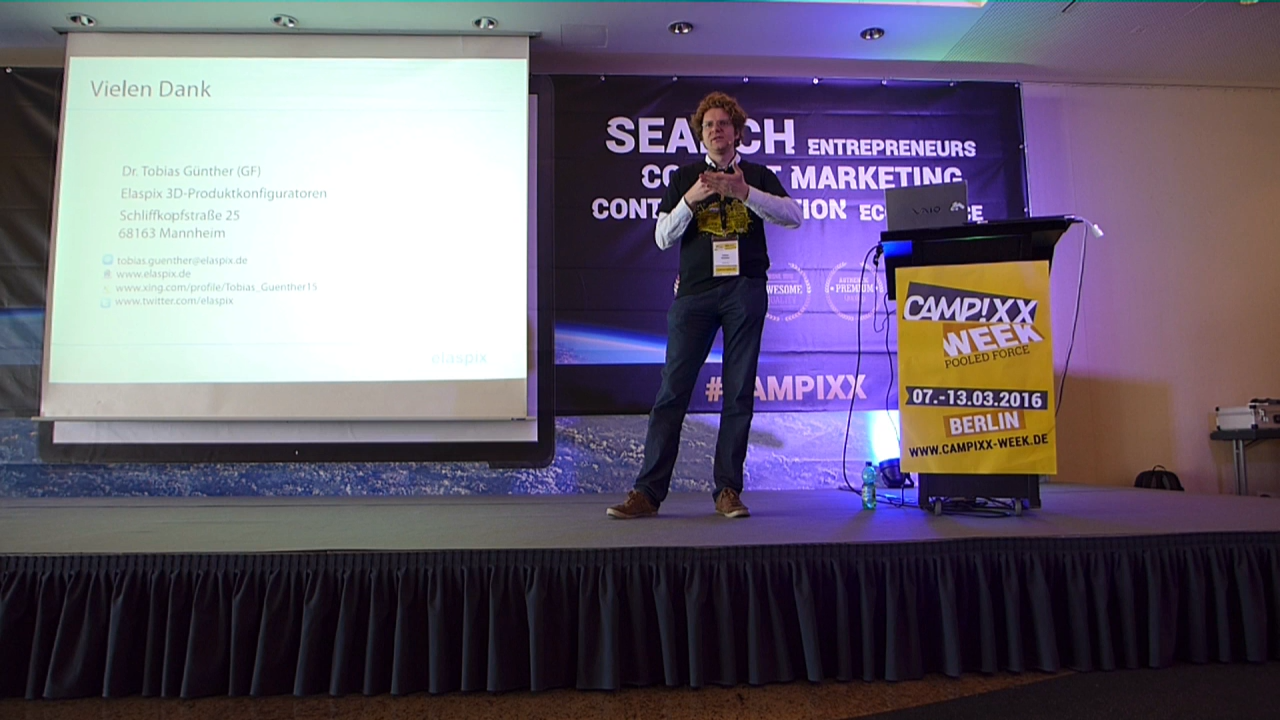 Vielen Dank
Dr. Tobias Günther (GF)
Elaspix 3D-Produktkonfiguratoren
Schliffkopfstraße 25
68163 Mannheim
tobias.guenther@elaspix.de
www.elaspix.de
www.xing.com/profile/Tobias_Guenther15
www.twitter.com/elaspix
elaspix
ENTREPRENEURS
MARKETING
PREMIUM
VAIO
CAMP!XX
WEEK
POOLED FORCE
07.-13.03.2016
BERLIN
WWW.CAMPIXX-WEEK.DE